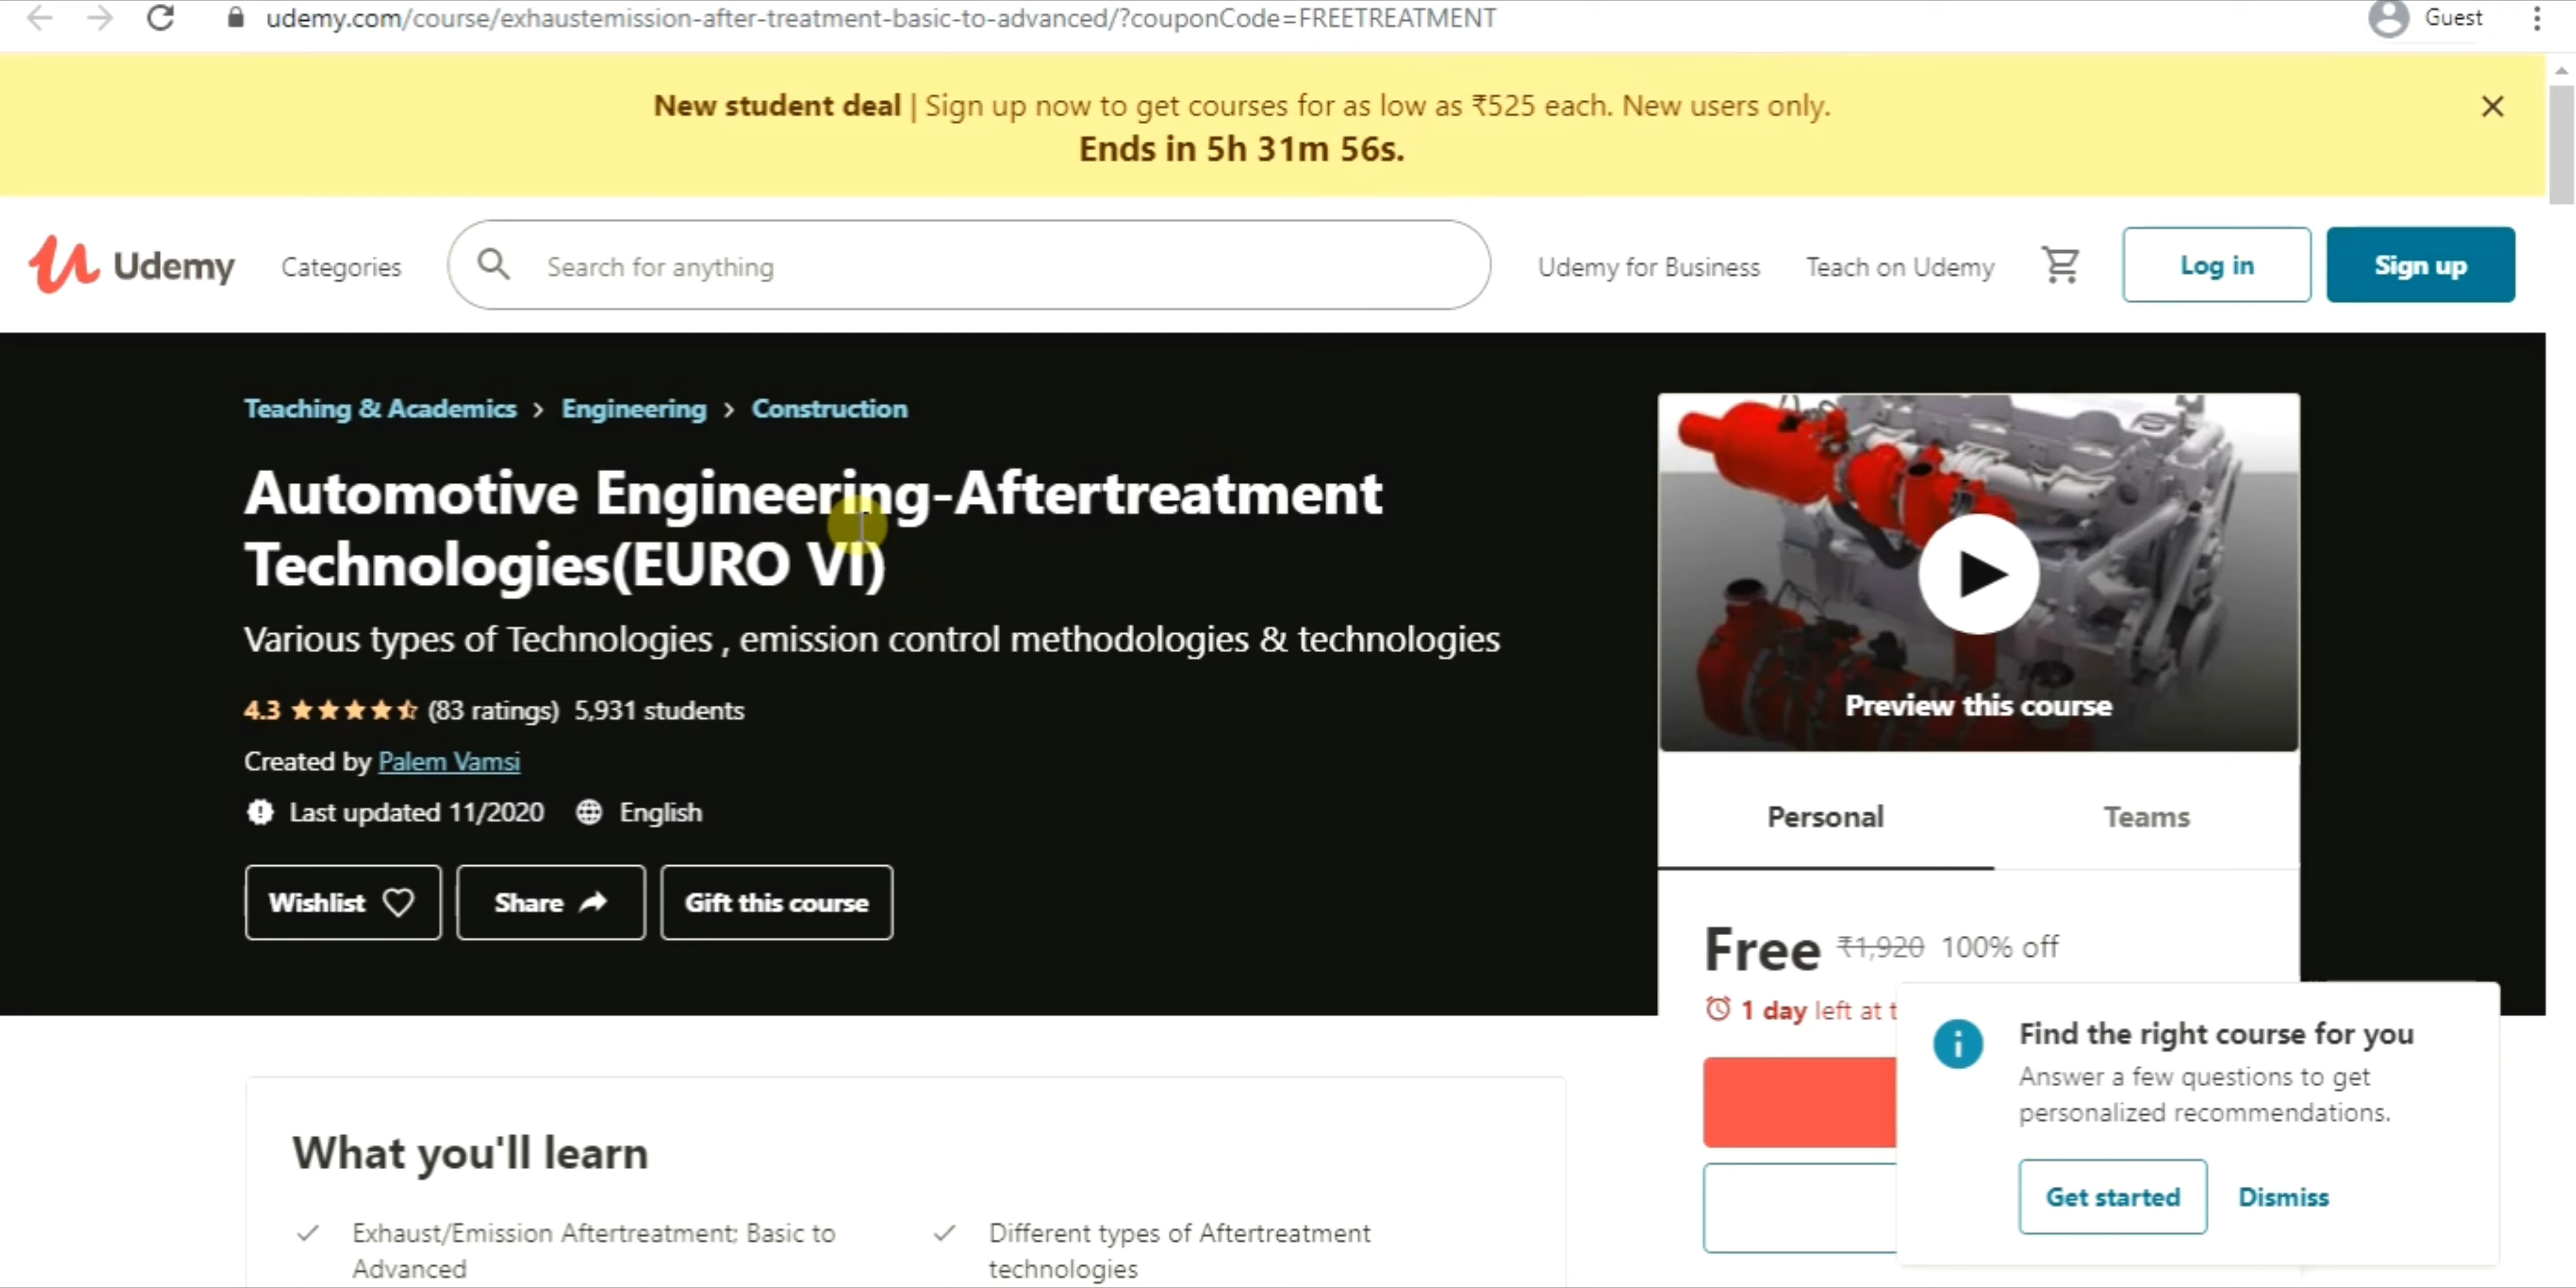 udemy.com/course/exhaustemission-after-treatment-basic-to-advanced/?couponCode=FREETREATMENT
Guest
New student deal | Sign up now to get courses for as low as ₹525 each. New users only.
Ends in 5h 31m 56s.
Udemy
Categories
Search for anything
Udemy for Business
Teach on Udemy
Log in
Sign up
Teaching & Academics > Engineering > Construction
Automotive Engineering-Aftertreatment
Technologies(EURO VI)
Various types of Technologies , emission control methodologies & technologies
4.3 (83 ratings) 5,931 students
Created by Palem Vamsi
Last updated 11/2020 English
Wishlist
Share
Gift this course
Preview this course
Personal
Teams
Free ₹1,920 100% off
1 day left at t
Find the right course for you
Answer a few questions to get
personalized recommendations.
Get started
Dismiss
What you'll learn
Exhaust/Emission Aftertreatment: Basic to
Advanced
Different types of Aftertreatment
technologies